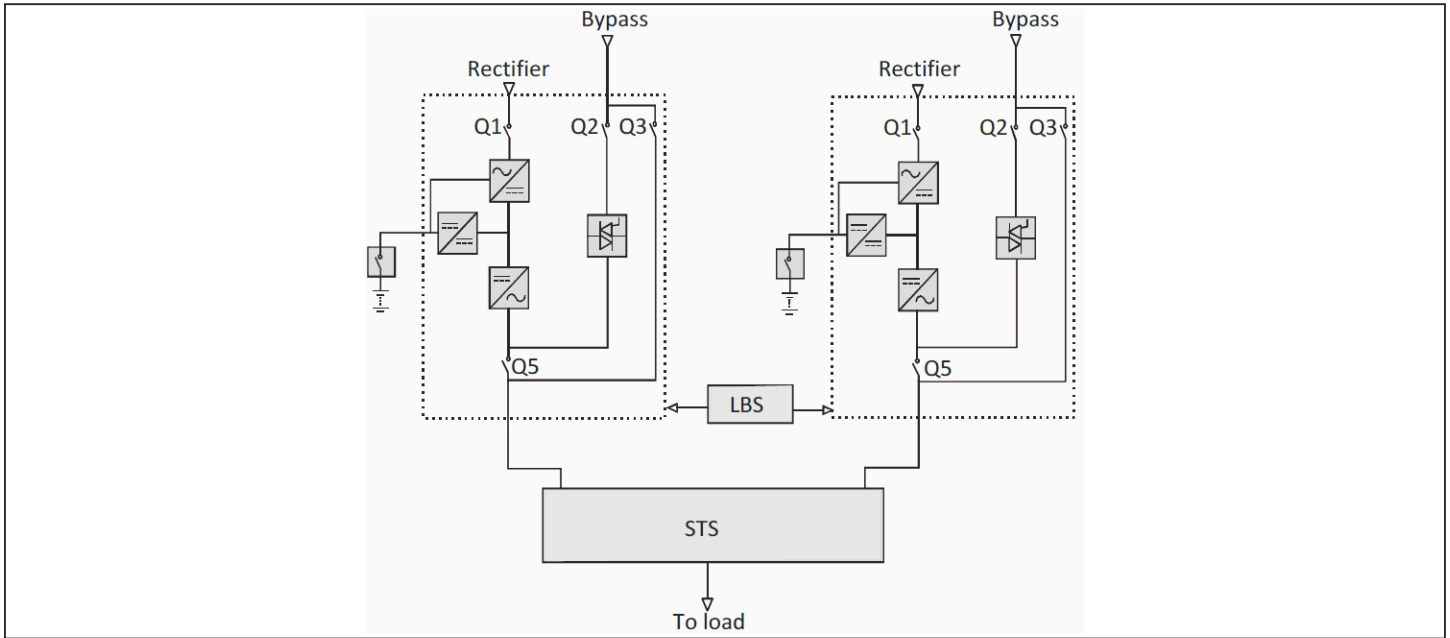 Bypass
Bypass
Rectifier
Rectifier
Q1
Q2
Q3
Q1
Q2
Q3
Q5
Q5
LBS
STS
To load